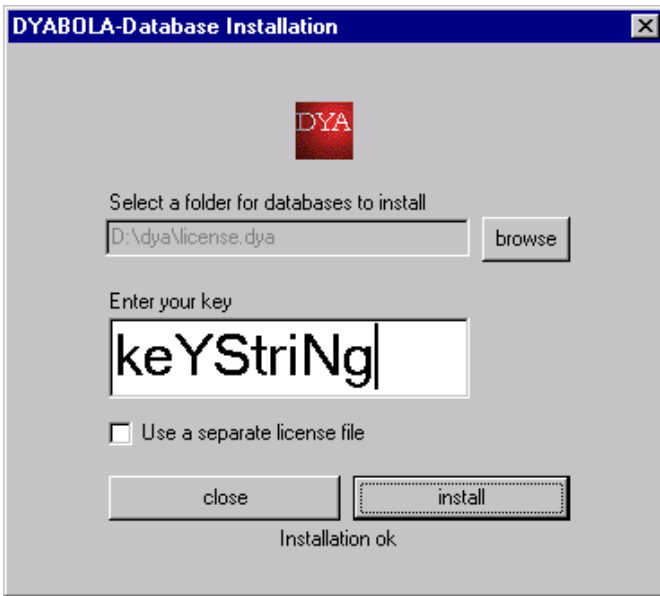 DYABOLA-Database Installation
DYA
Select a folder for databases to install
D:\dya\license.dya
browse
Enter your key
keYStriNg
Use a separate license file
close install
Installation ok